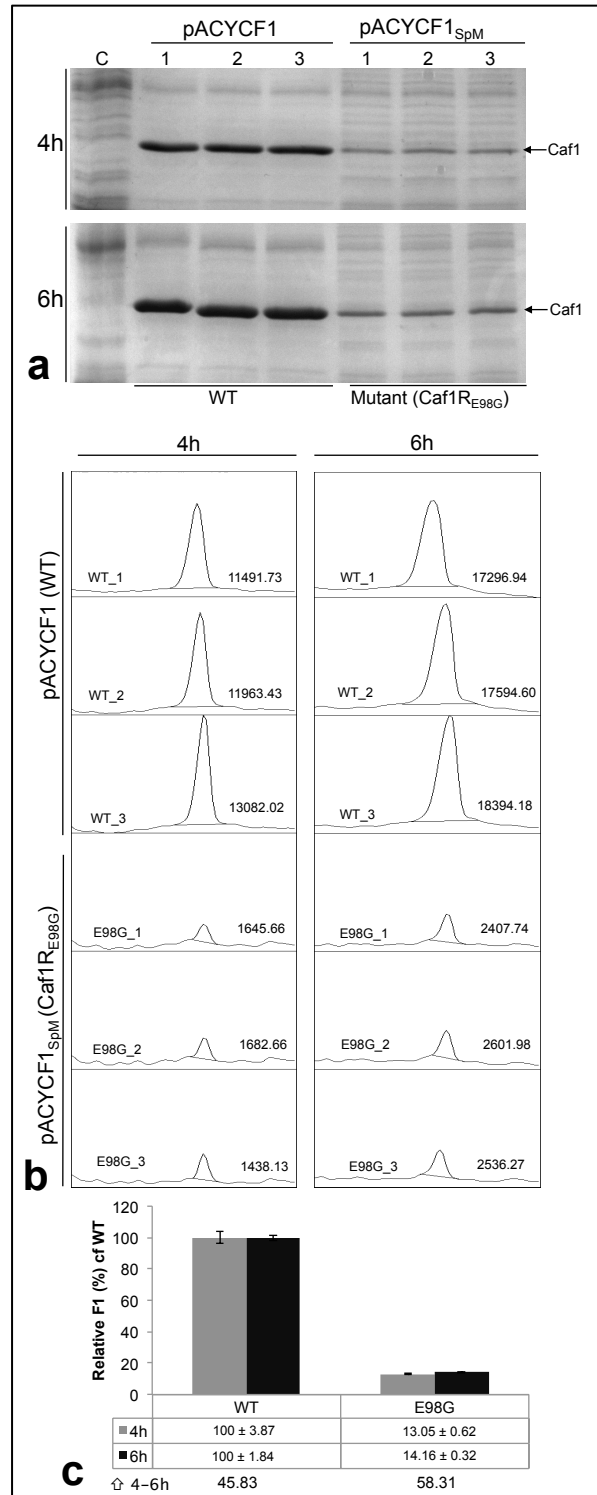 pACYCF1 pACYCF1SpM
C 1 2 3 1 2 3
4h
Caf1
6h
Caf1
a
WT Mutant (Caf1RE98G)
4h 6h
pACYCF1 (WT)
WT_1 11491.73 WT_1 17296.94
WT_2 11963.43 WT_2 17594.60
WT_3 13082.02 WT_3 18394.18
pACYCF1SpM (Caf1RE98G)
E98G_1 1645.66 E98G_1 2407.74
E98G_2 1682.66 E98G_2 2601.98
E98G_3 1438.13 E98G_3 2536.27
b
Relative F1 (%) cf WT
120
100
80
60
40
20
0
WT E98G
4h 100 ± 3.87 13.05 ± 0.62
6h 100 ± 1.84 14.16 ± 0.32
c
⇧ 4–6h 45.83 58.31